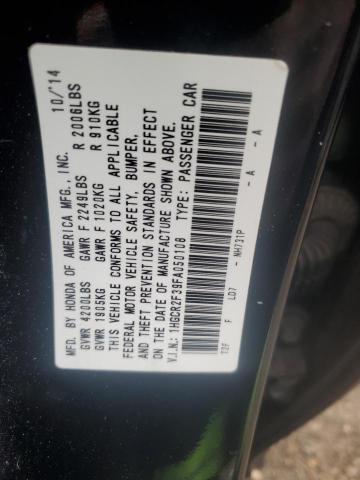 MFD. BY HONDA OF AMERICA MFG., INC. 10/'14
GVWR 4200LBS GAWR F 2249LBS R 2006LBS
GVWR 1905KG GAWR F 1020KG R 910KG
THIS VEHICLE CONFORMS TO ALL APPLICABLE
FEDERAL MOTOR VEHICLE SAFETY, BUMPER,
AND THEFT PREVENTION STANDARDS IN EFFECT
ON THE DATE OF MANUFACTURE SHOWN ABOVE.
V.I.N.: 1HGCR2F39FA050108 TYPE: PASSENGER CAR
T2F F LD7 - NH731P - A - A